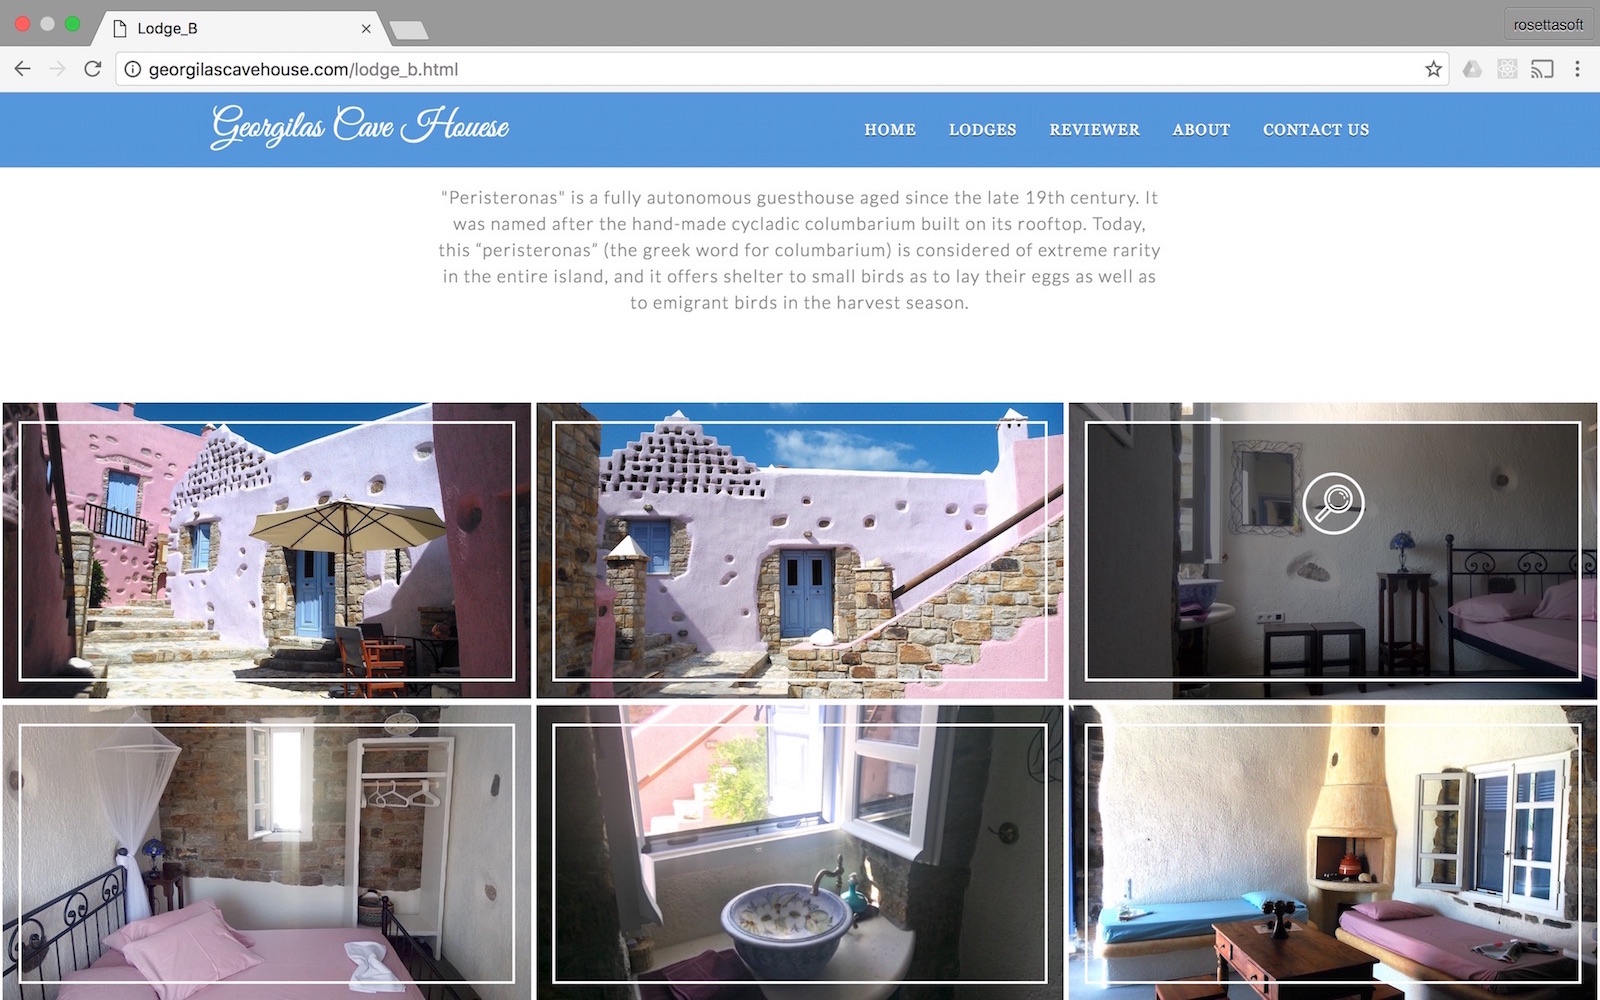 Lodge_B
rosettasoft
georgilascavehouse.com/lodge_b.html
Georgilas Cave Houese
HOME LODGES REVIEWER ABOUT CONTACT US
"Peristeronas" is a fully autonomous guesthouse aged since the late 19th century. It
was named after the hand-made cycladic columbarium built on its rooftop. Today,
this “peristeronas” (the greek word for columbarium) is considered of extreme rarity
in the entire island, and it offers shelter to small birds as to lay their eggs as well as
to emigrant birds in the harvest season.